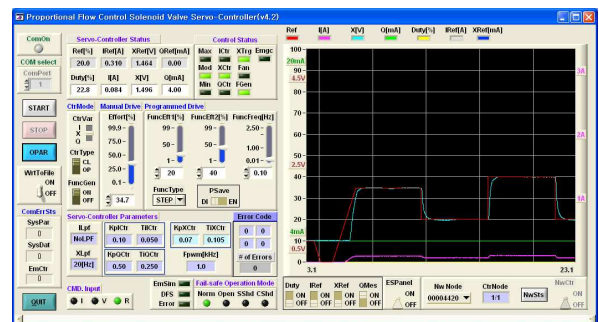 Proportional Flow Control Solenoid Valve Servo-Controller(v4.2)
ComOn
Servo-Controller Status
Control Status
Ref I[A] X[V] Q[mA] Duty[%] IRef[A] XRef[mA]
Ref[%] IRef[A] XRef[V] QRef[mA]
20.0 0.310 1.464 0.00
Duty[%] I[A] X[V] Q[mA]
22.8 0.084 1.496 4.00
Max ICtr XTrg Emgc
Mod XCtr Fan
Min QCtr FGen
COM select
ComPort
1
START
STOP
OPAR
WrtToFile
ON
OFF
CtrMode Manual Drive Programmed Drive
CtrVar
I
X
Q
CtrType
CL
OP
FuncGen
ON
OFF
Effort[%]
99.9
75.0
50.0
25.0
0.1
34.7
FuncEft1[%] FuncEft2[%] FuncFreq[Hz]
99 99 2.50
50 50 1.00
1 1 0.01
20 40 0.10
FuncType
STEP
PSave
DI EN
ComErrSts
SysPar
0
SysDat
0
EmCtr
0
QUIT
Servo-Controller Parameters
ILpf KpICtr TiICtr KpXCtr TiXCtr
NoLPF 0.10 0.050 0.07 0.105
XLpf KpQCtr TiQCtr Fpwm[kHz]
20[Hz] 0.50 0.250 1.0
Error Code
0 0
0 0
# of Errors
0
CMD. Input
I V R
EmSim
DFS
Error
Fail-safe Operation Mode
Norm Open SShd CShd
100
20mA
4.5V
90
80
70
60
50
2.5V
40
30
20
4mA
10
0.5V
0
3A
2A
1A
3.1 23.1
Duty IRef XRef QMes
ON ON ON ON
OFF OFF OFF OFF
ESPanel
ON
OFF
Nw Node
00004420
CtrNode
1/1
NwSts
NwCtr
ON
OFF